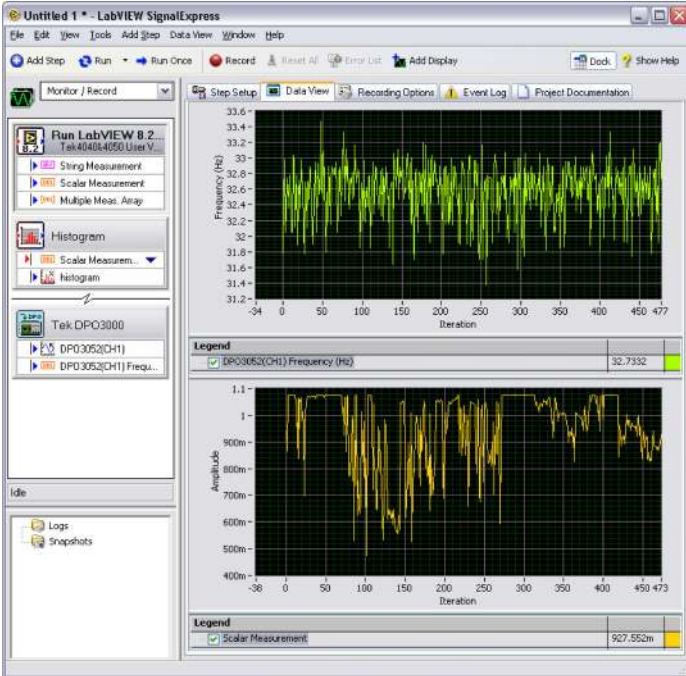 Untitled 1 * - LabVIEW SignalExpress
File Edit View Tools Add Step Data View Window Help
Add Step Run Run Once Record Reset All Error List Add Display Dock Show Help
Monitor / Record
Step Setup Data View Recording Options Event Log Project Documentation
8.2
Run LabVIEW 8.2...
Tek4040&4050 User V...
String Measurement
Scalar Measurement
Multiple Meas. Array
Histogram
Scalar Measurem...
histogram
Tek DPO3000
DPO3052(CH1)
DPO3052(CH1) Frequ...
Idle
Logs
Snapshots
Frequency (Hz)
33.6
33.4
33.2
33
32.8
32.6
32.4
32.2
32
31.8
31.6
31.4
31.2
-34 0 50 100 150 200 250 300 350 400 450 477
Iteration
Legend
DPO3052(CH1) Frequency (Hz) 32.7332
Amplitude
1.1
1
900m
800m
700m
600m
500m
400m
-38 0 50 100 150 200 250 300 350 400 450 473
Iteration
Legend
Scalar Measurement 927.552m